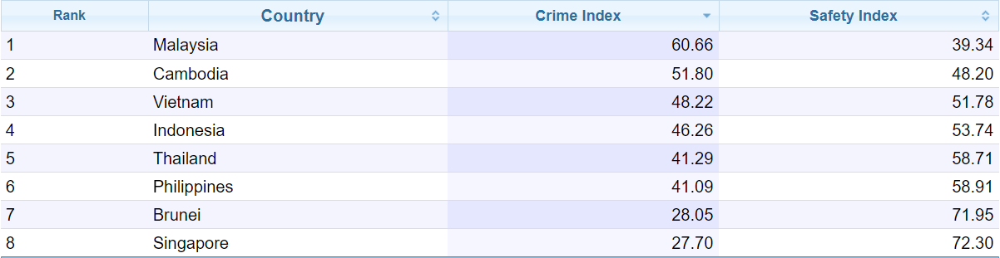 Rank Country Crime Index Safety Index
1 Malaysia 60.66 39.34
2 Cambodia 51.80 48.20
3 Vietnam 48.22 51.78
4 Indonesia 46.26 53.74
5 Thailand 41.29 58.71
6 Philippines 41.09 58.91
7 Brunei 28.05 71.95
8 Singapore 27.70 72.30